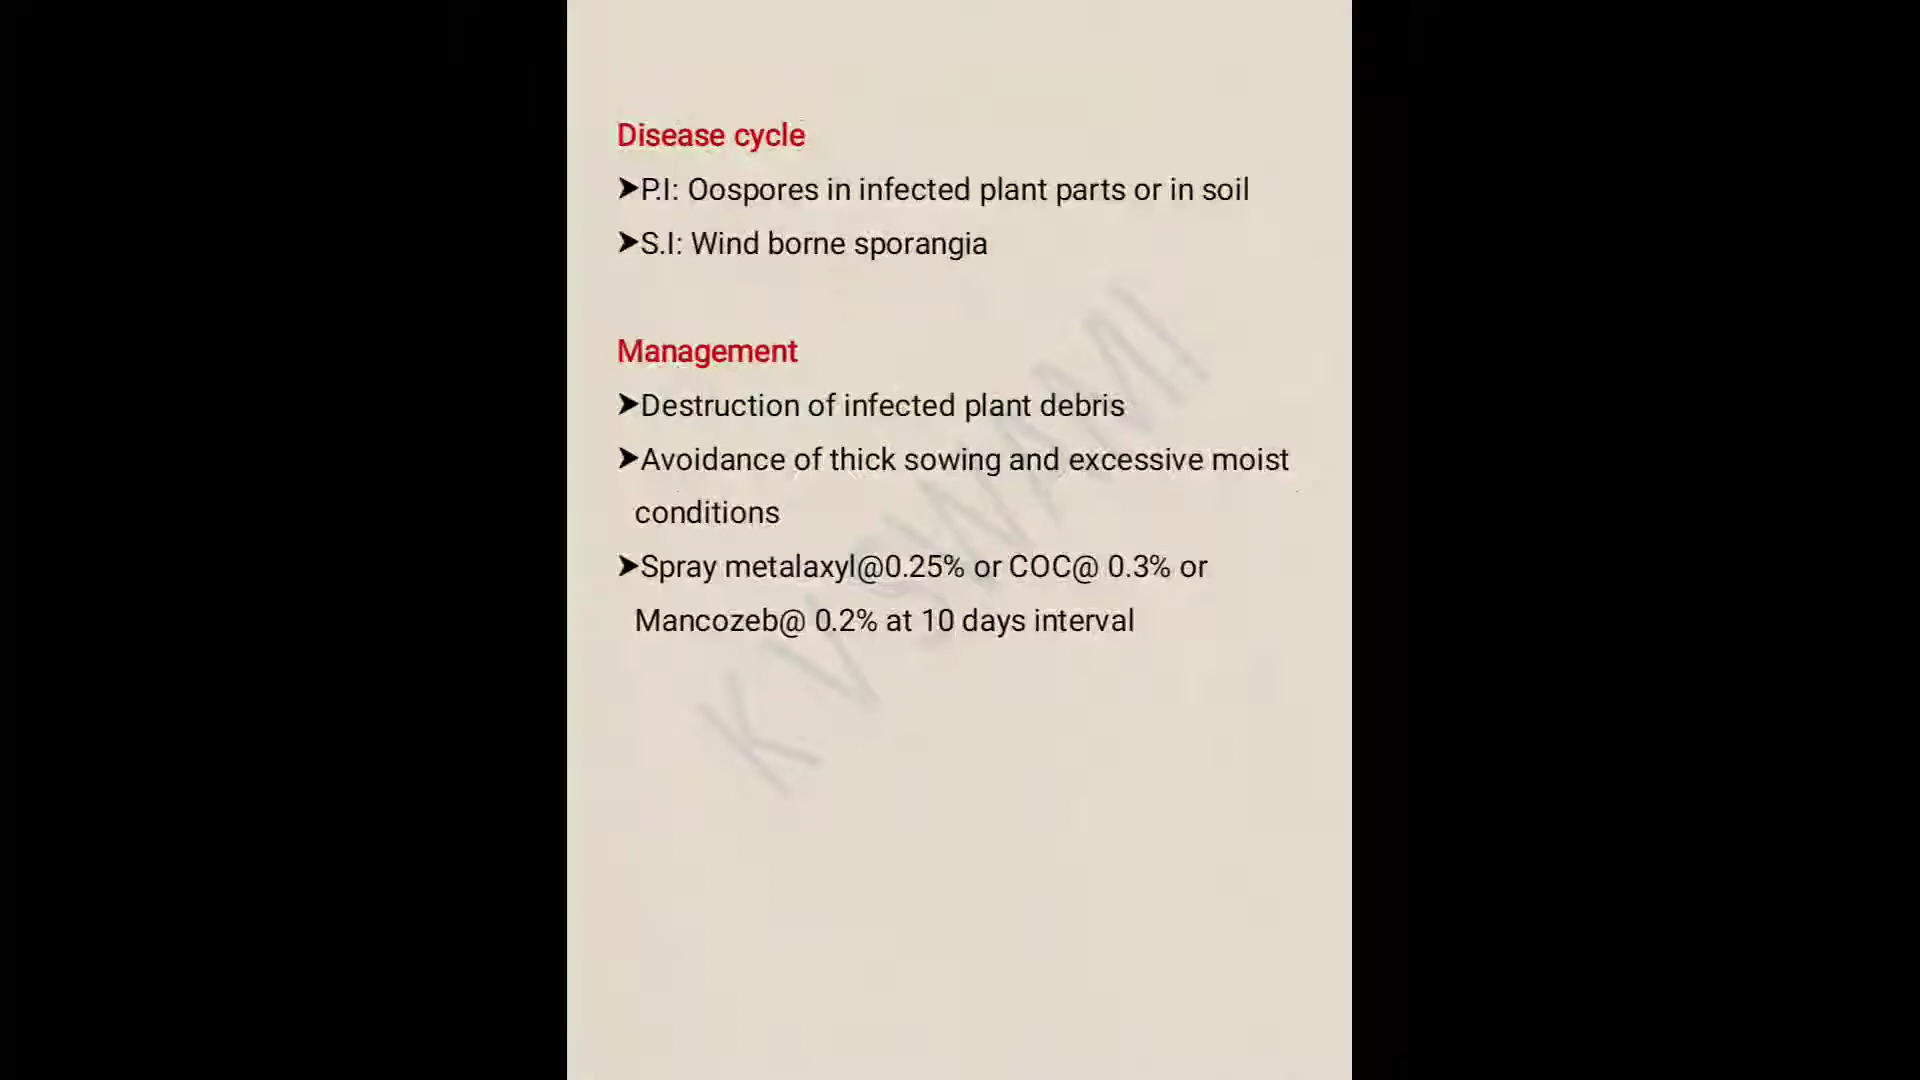 Disease cycle
➤P.I: Oospores in infected plant parts or in soil
➤S.I: Wind borne sporangia
Management
➤Destruction of infected plant debris
➤Avoidance of thick sowing and excessive moist
conditions
➤Spray metalaxyl@0.25% or COC@ 0.3% or
Mancozeb@ 0.2% at 10 days interval
K V SWAMI